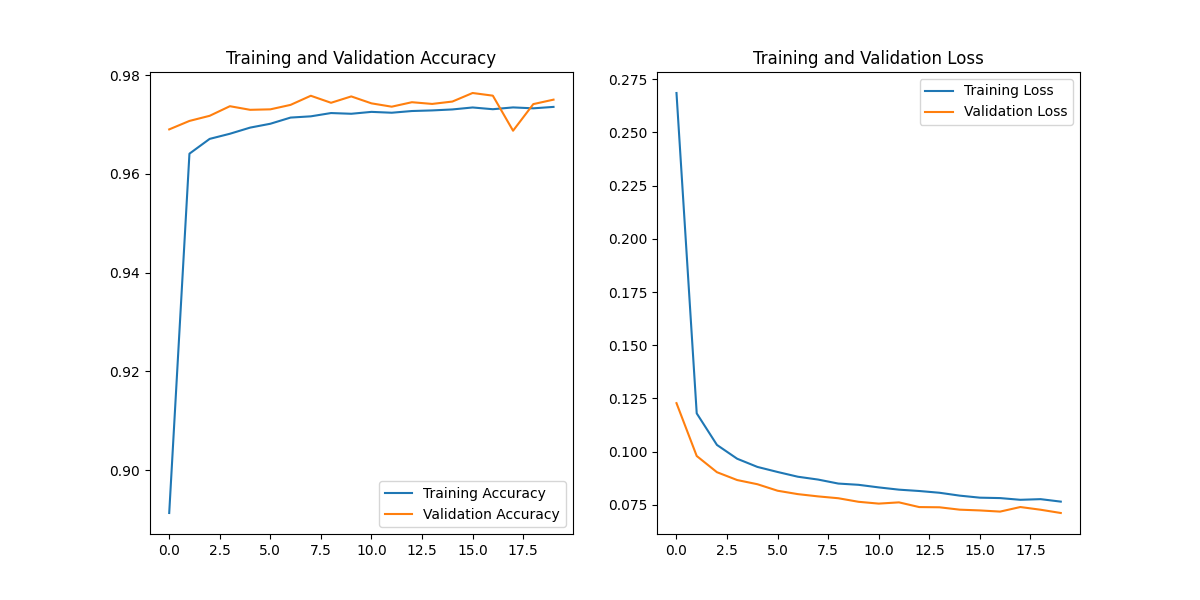 Training and Validation Accuracy
0.98
0.96
0.94
0.92
0.90
0.0 2.5 5.0 7.5 10.0 12.5 15.0 17.5
Training Accuracy
Validation Accuracy
Training and Validation Loss
0.275
0.250
0.225
0.200
0.175
0.150
0.125
0.100
0.075
0.0 2.5 5.0 7.5 10.0 12.5 15.0 17.5
Training Loss
Validation Loss